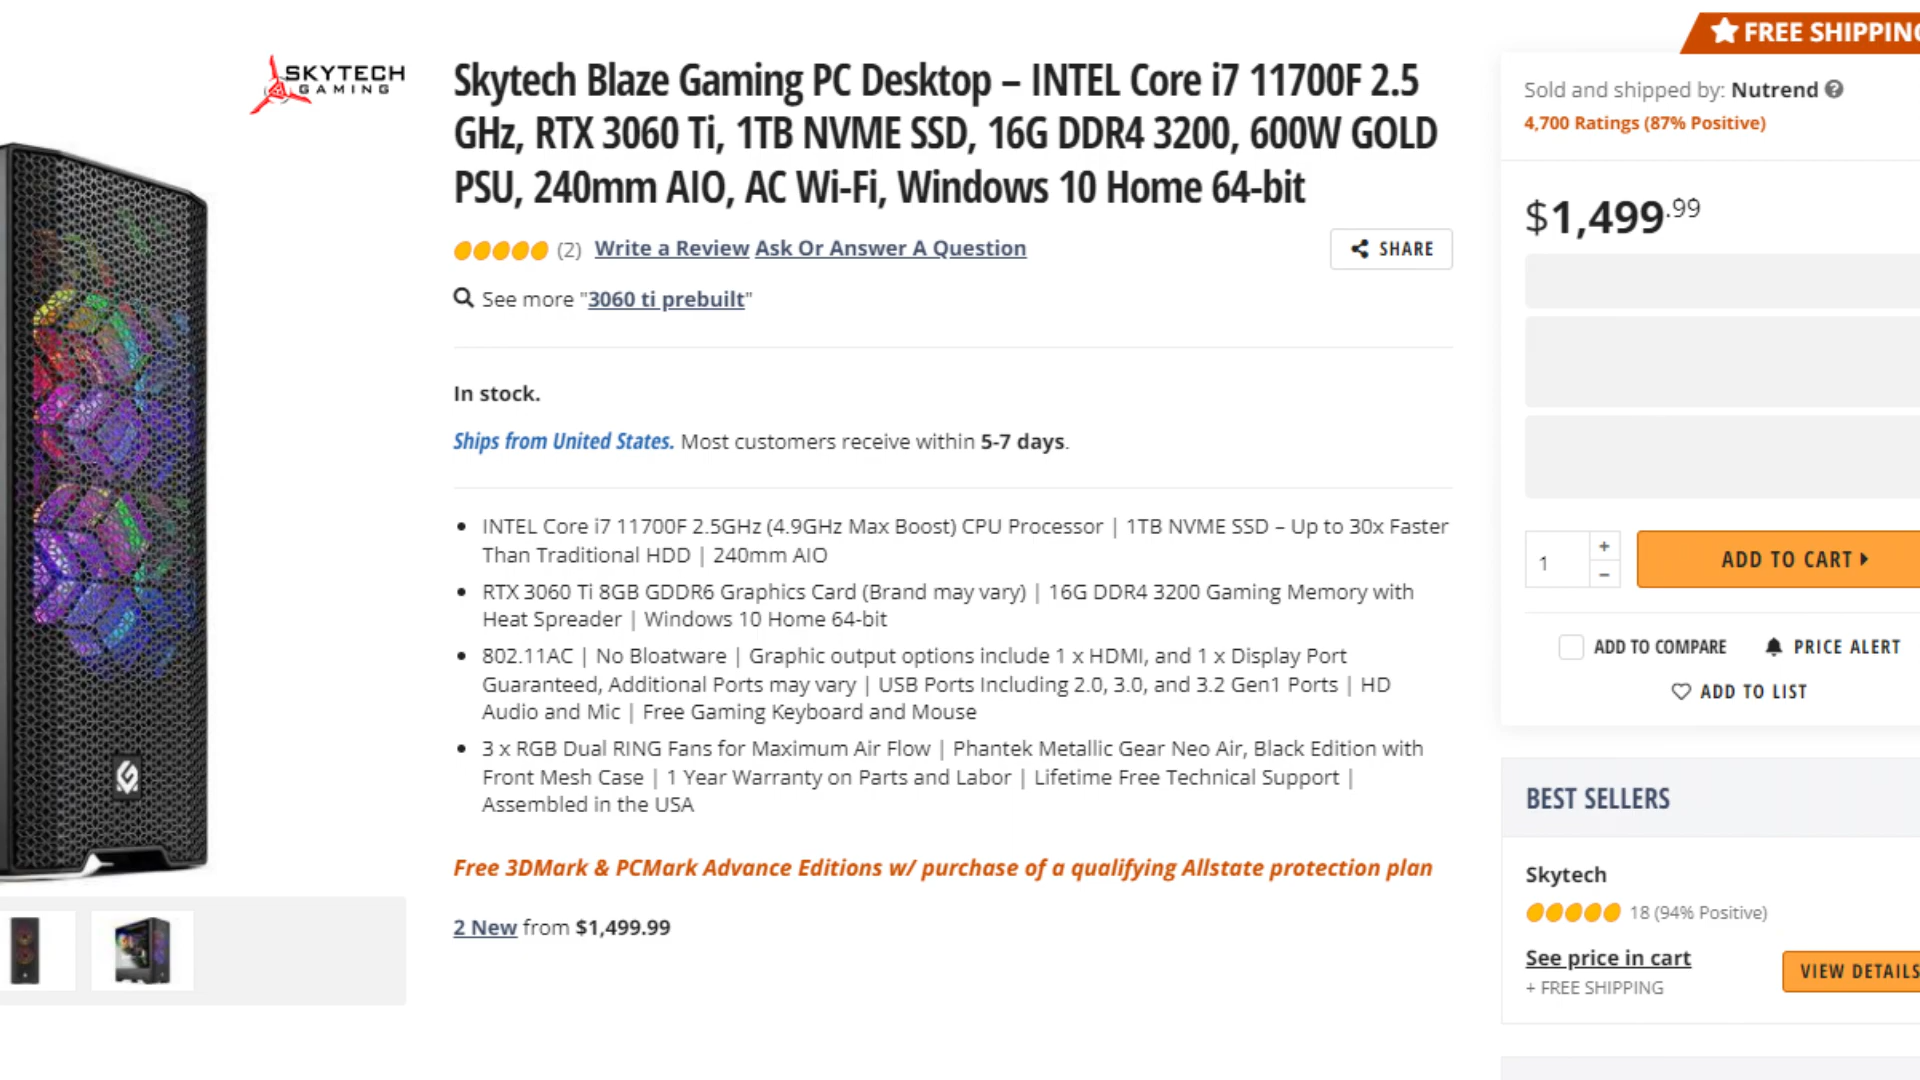 FREE SHIPPING
SKYTECH
GAMING
Skytech Blaze Gaming PC Desktop – INTEL Core i7 11700F 2.5
GHz, RTX 3060 Ti, 1TB NVME SSD, 16G DDR4 3200, 600W GOLD
PSU, 240mm AIO, AC Wi-Fi, Windows 10 Home 64-bit
(2) Write a Review Ask Or Answer A Question
SHARE
See more "3060 ti prebuilt"
In stock.
Ships from United States. Most customers receive within 5-7 days.
INTEL Core i7 11700F 2.5GHz (4.9GHz Max Boost) CPU Processor | 1TB NVME SSD – Up to 30x Faster
Than Traditional HDD | 240mm AIO
RTX 3060 Ti 8GB GDDR6 Graphics Card (Brand may vary) | 16G DDR4 3200 Gaming Memory with
Heat Spreader | Windows 10 Home 64-bit
802.11AC | No Bloatware | Graphic output options include 1 x HDMI, and 1 x Display Port
Guaranteed, Additional Ports may vary | USB Ports Including 2.0, 3.0, and 3.2 Gen1 Ports | HD
Audio and Mic | Free Gaming Keyboard and Mouse
3 x RGB Dual RING Fans for Maximum Air Flow | Phantek Metallic Gear Neo Air, Black Edition with
Front Mesh Case | 1 Year Warranty on Parts and Labor | Lifetime Free Technical Support |
Assembled in the USA
Free 3DMark & PCMark Advance Editions w/ purchase of a qualifying Allstate protection plan
2 New from $1,499.99
Sold and shipped by: Nutrend ?
4,700 Ratings (87% Positive)
$1,499.99
1 + −
ADD TO CART
ADD TO COMPARE
PRICE ALERT
ADD TO LIST
BEST SELLERS
Skytech
18 (94% Positive)
See price in cart
+ FREE SHIPPING
VIEW DETAILS